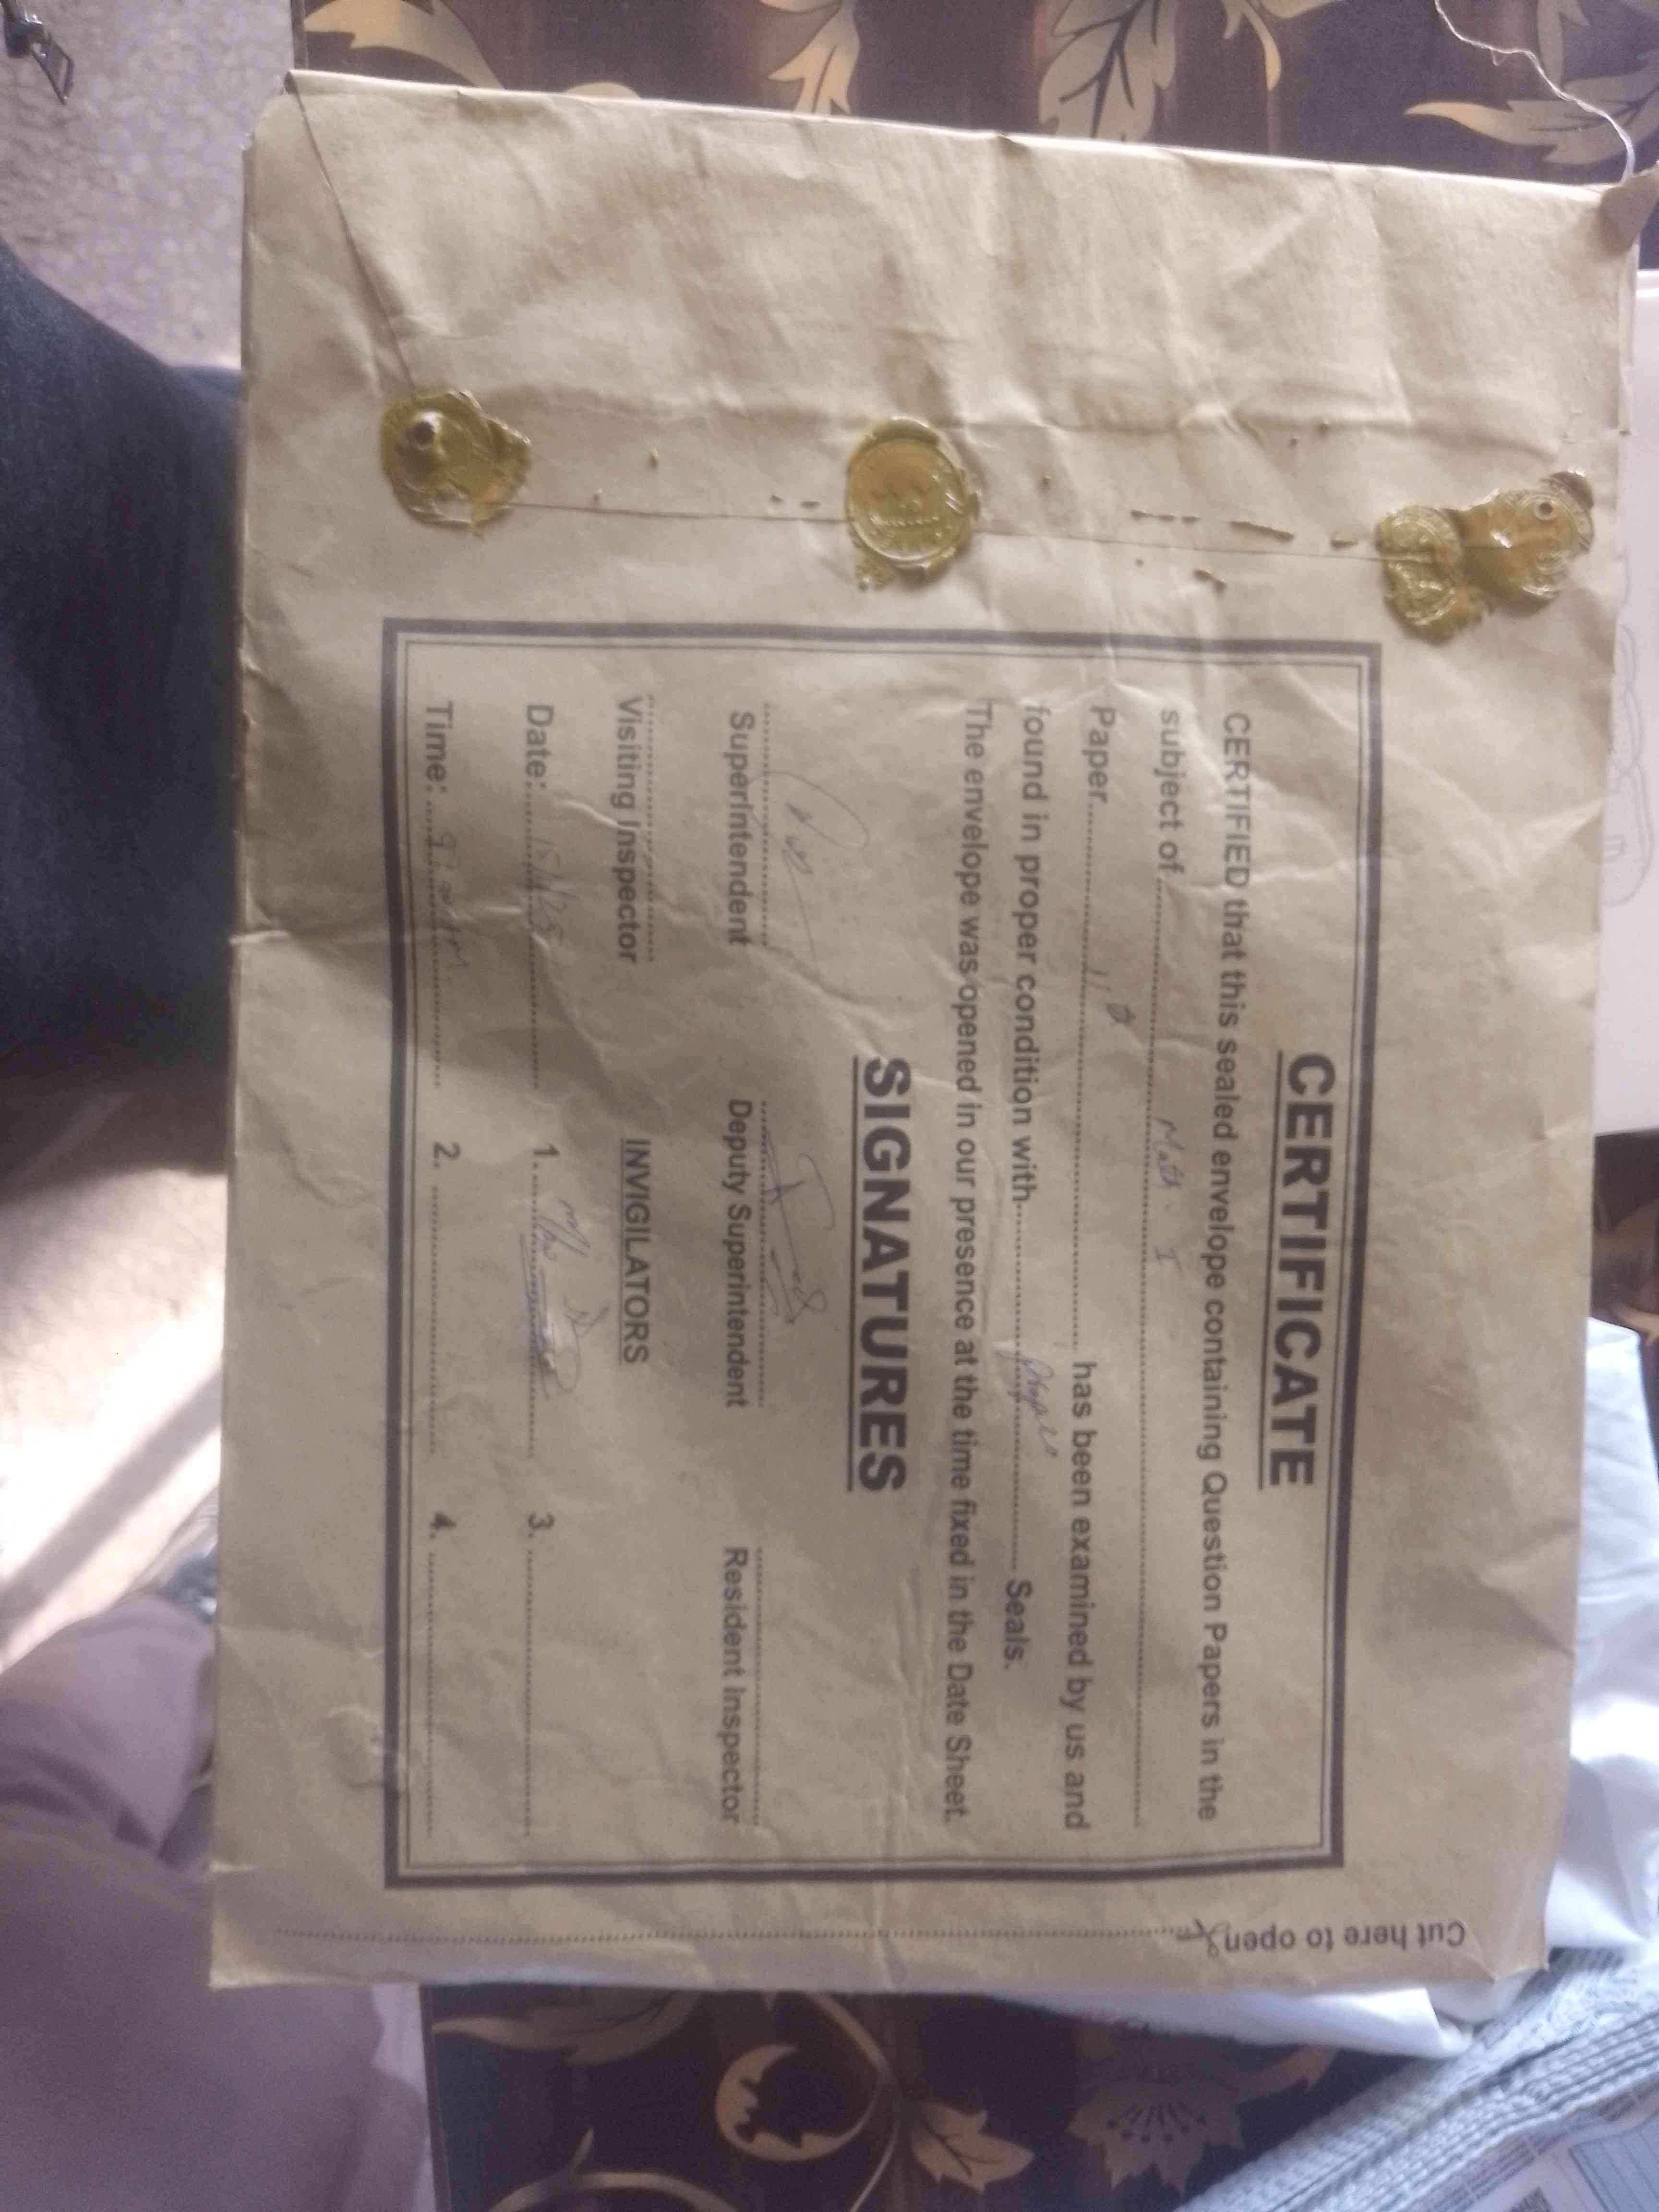 CERTIFICATE
CERTIFIED that this sealed envelope containing Question Papers in the
subject of Math I
Paper has been examined by us and
found in proper condition with proper Seals.
The envelope was opened in our presence at the time fixed in the Date Sheet.
SIGNATURES
Superintendent Deputy Superintendent Resident Inspector
Visiting Inspector INVIGILATORS
Date: 1. 3.
Time: 2. 4.
Cut here to open